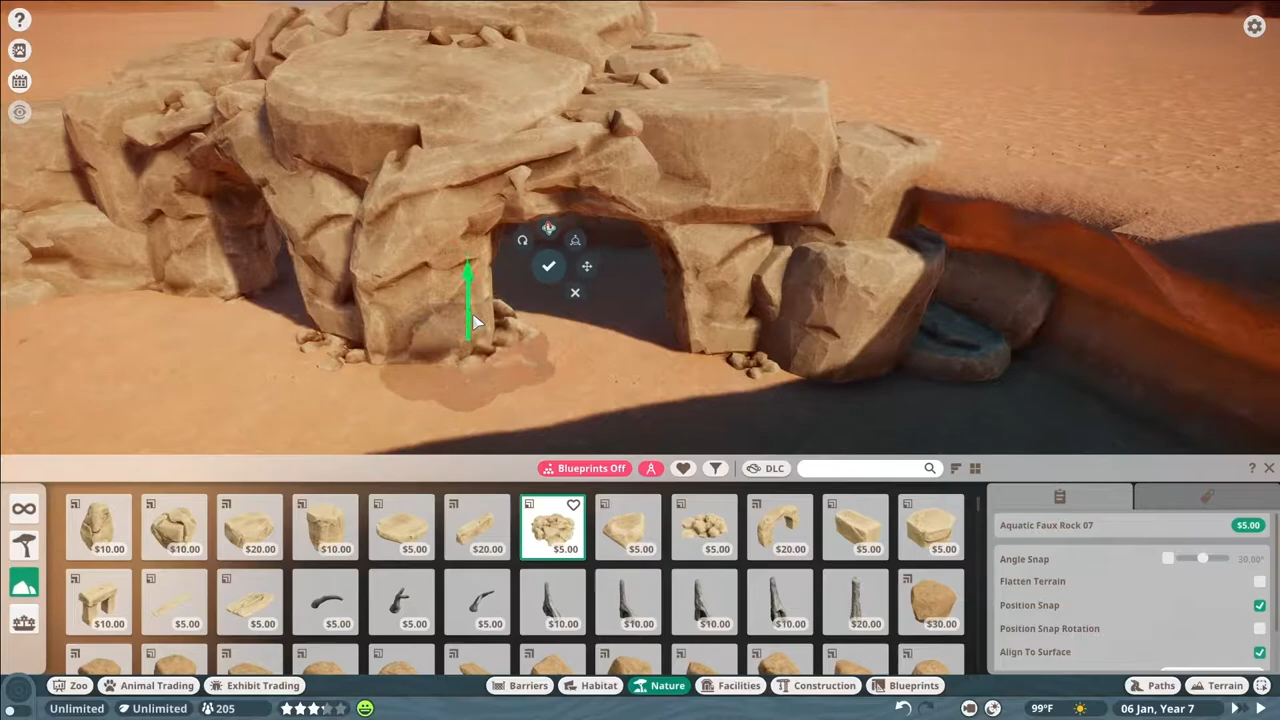 ?
Blueprints Off
DLC
?
$10.00 $10.00 $20.00 $10.00 $5.00 $20.00 $5.00 $5.00 $5.00 $20.00 $5.00 $5.00
$10.00 $5.00 $5.00 $5.00 $5.00 $5.00 $10.00 $10.00 $10.00 $10.00 $20.00 $30.00
Aquatic Faux Rock 07 $5.00
Angle Snap 30.00°
Flatten Terrain
Position Snap
Position Snap Rotation
Align To Surface
Zoo Animal Trading Exhibit Trading Barriers Habitat Nature Facilities Construction Blueprints Paths Terrain
Unlimited Unlimited 205 99°F 06 Jan, Year 7